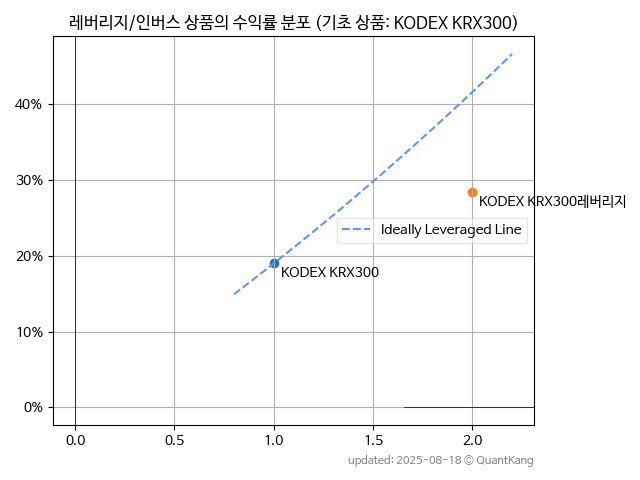 레버리지/인버스 상품의 수익률 분포 (기초 상품: KODEX KRX300)
40%
30%
KODEX KRX300레버리지
Ideally Leveraged Line
20%
KODEX KRX300
10%
0%
0.0 0.5 1.0 1.5 2.0
updated: 2025-08-18 © QuantKang